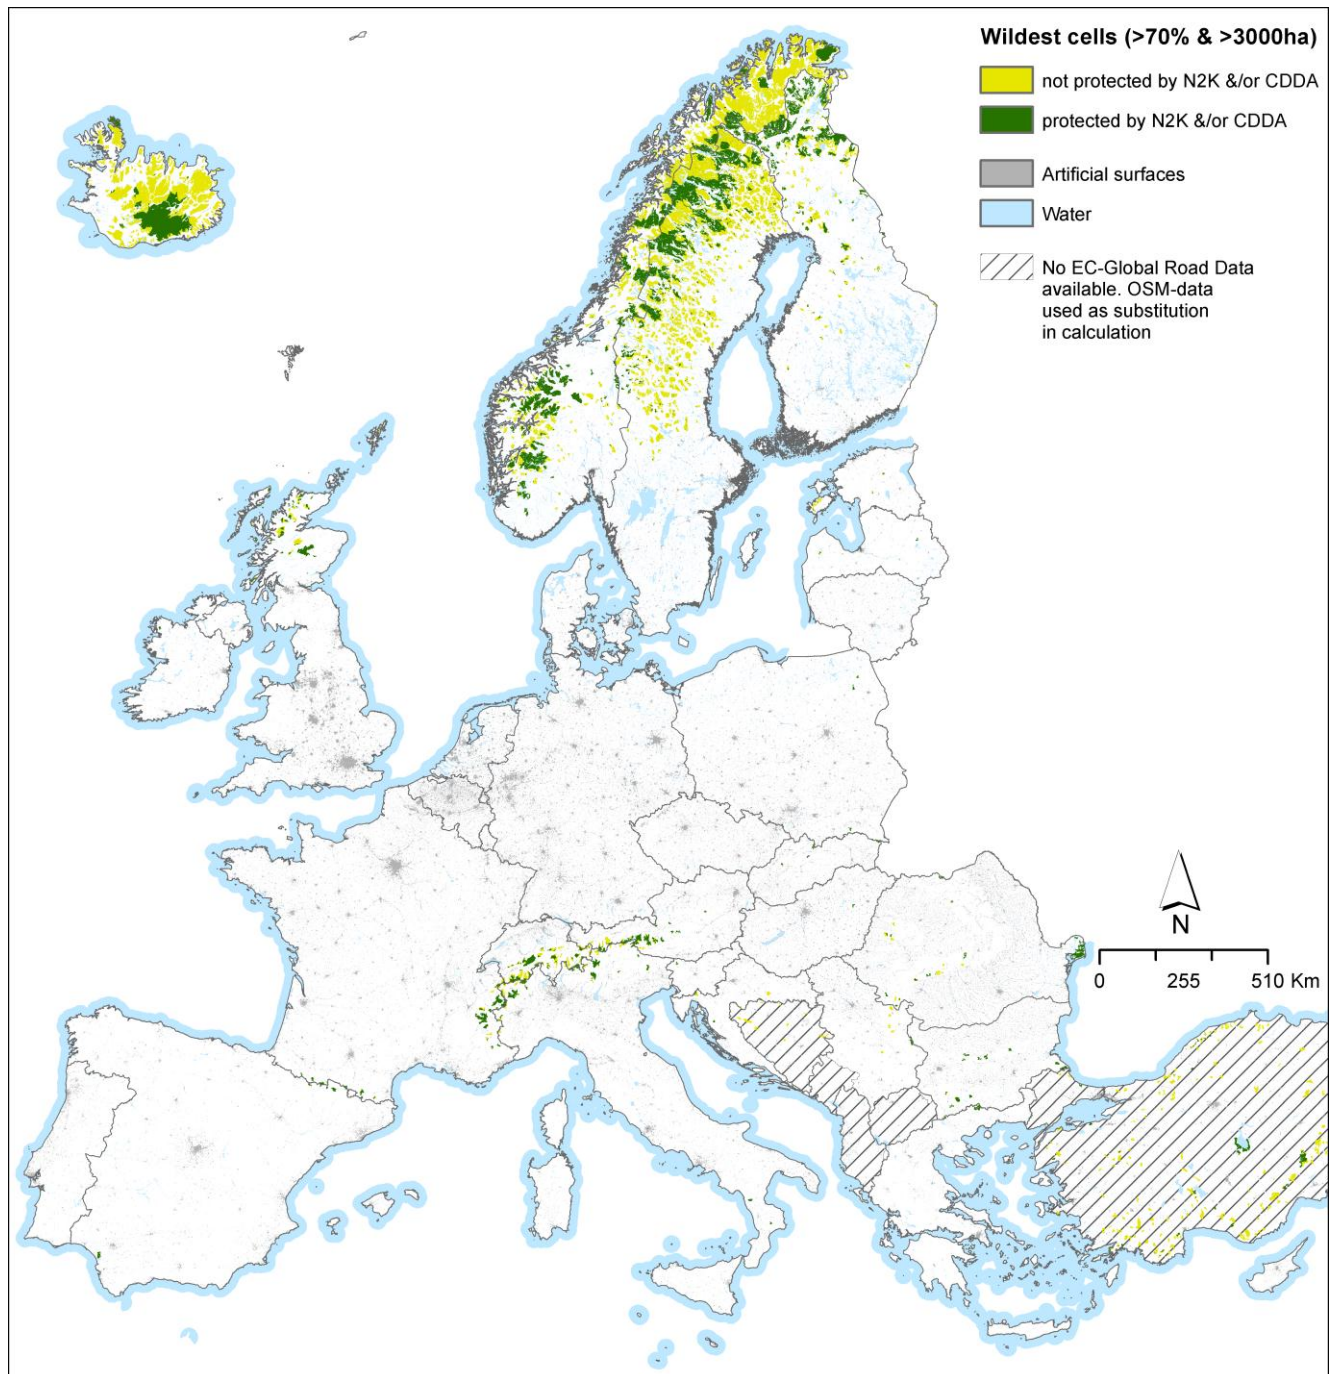 Wildest cells (>70% & >3000ha)
not protected by N2K &/or CDDA
protected by N2K &/or CDDA
Artificial surfaces
Water
No EC-Global Road Data
available. OSM-data
used as substitution
in calculation
N
0 255 510 Km